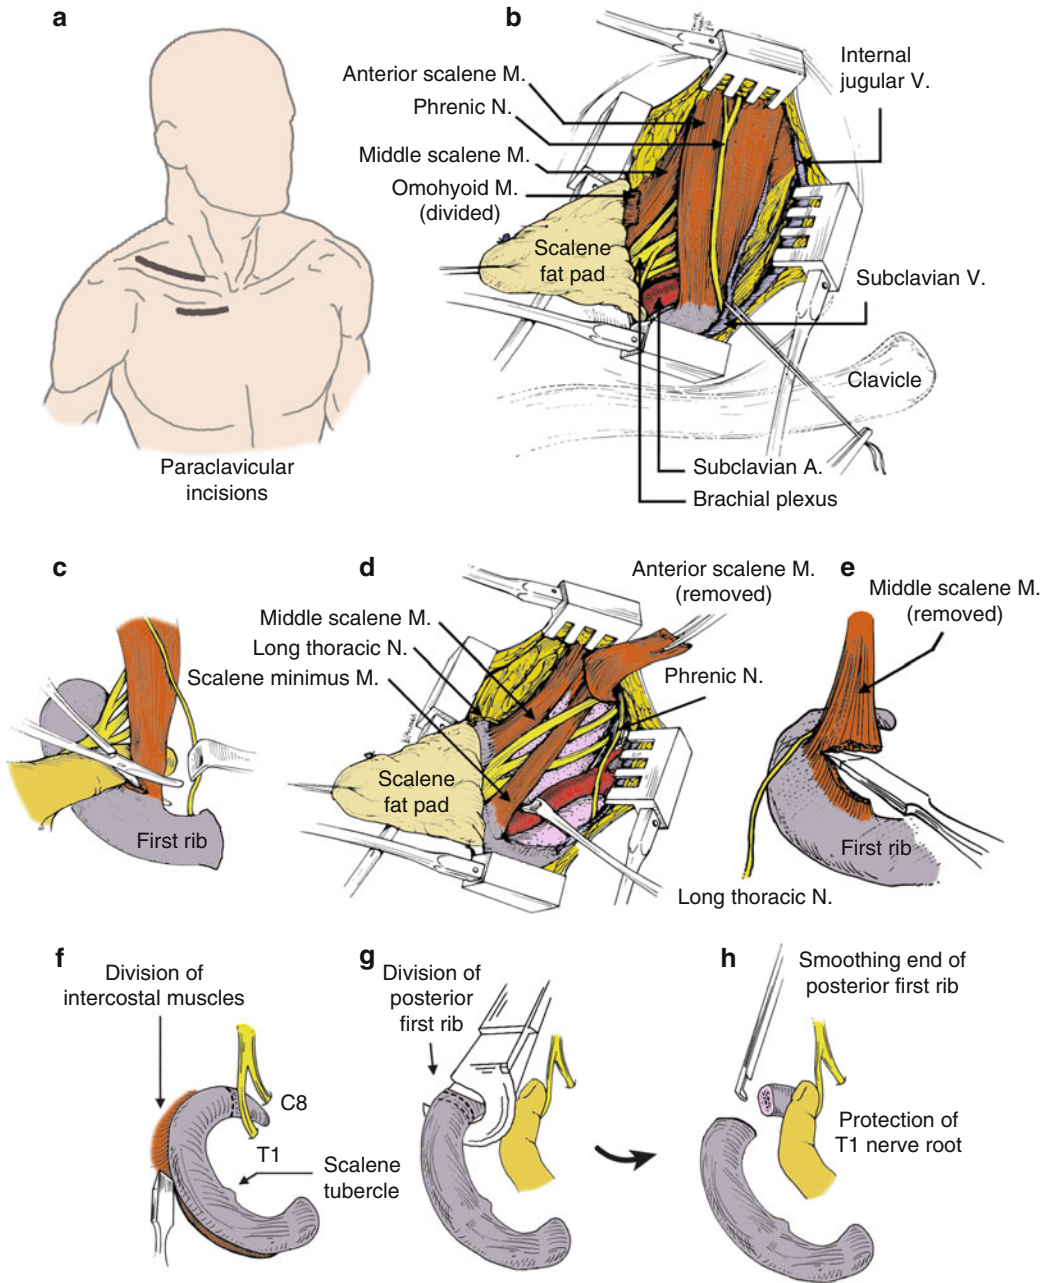 a
Paraclavicular
incisions
b
Anterior scalene M.
Phrenic N.
Middle scalene M.
Omohyoid M.
(divided)
Scalene
fat pad
Internal
jugular V.
Subclavian V.
Clavicle
Subclavian A.
Brachial plexus
c
First rib
d
Anterior scalene M.
(removed)
Middle scalene M.
Long thoracic N.
Scalene minimus M.
Phrenic N.
Scalene
fat pad
Long thoracic N.
e
Middle scalene M.
(removed)
First rib
f
Division of
intercostal muscles
C8
T1
Scalene
tubercle
g
Division of
posterior
first rib
h
Smoothing end of
posterior first rib
Protection of
T1 nerve root